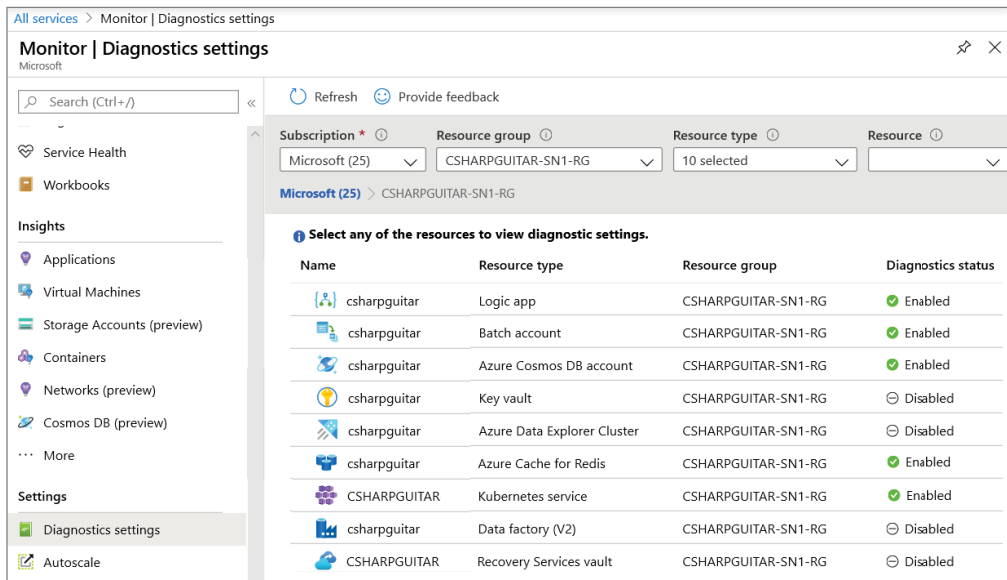 All services > Monitor | Diagnostics settings
Monitor | Diagnostics settings
Microsoft
Search (Ctrl+/)
«
Service Health
Workbooks
Insights
Applications
Virtual Machines
Storage Accounts (preview)
Containers
Networks (preview)
Cosmos DB (preview)
More
Settings
Diagnostics settings
Autoscale
Refresh Provide feedback
Subscription * Resource group Resource type Resource
Microsoft (25) CSHARPGUITAR-SN1-RG 10 selected
Microsoft (25) > CSHARPGUITAR-SN1-RG
Select any of the resources to view diagnostic settings.
Name Resource type Resource group Diagnostics status
csharpguitar Logic app CSHARPGUITAR-SN1-RG Enabled
csharpguitar Batch account CSHARPGUITAR-SN1-RG Enabled
csharpguitar Azure Cosmos DB account CSHARPGUITAR-SN1-RG Enabled
csharpguitar Key vault CSHARPGUITAR-SN1-RG Disabled
csharpguitar Azure Data Explorer Cluster CSHARPGUITAR-SN1-RG Disabled
csharpguitar Azure Cache for Redis CSHARPGUITAR-SN1-RG Enabled
CSHARPGUITAR Kubernetes service CSHARPGUITAR-SN1-RG Enabled
csharpguitar Data factory (V2) CSHARPGUITAR-SN1-RG Disabled
CSHARPGUITAR Recovery Services vault CSHARPGUITAR-SN1-RG Disabled